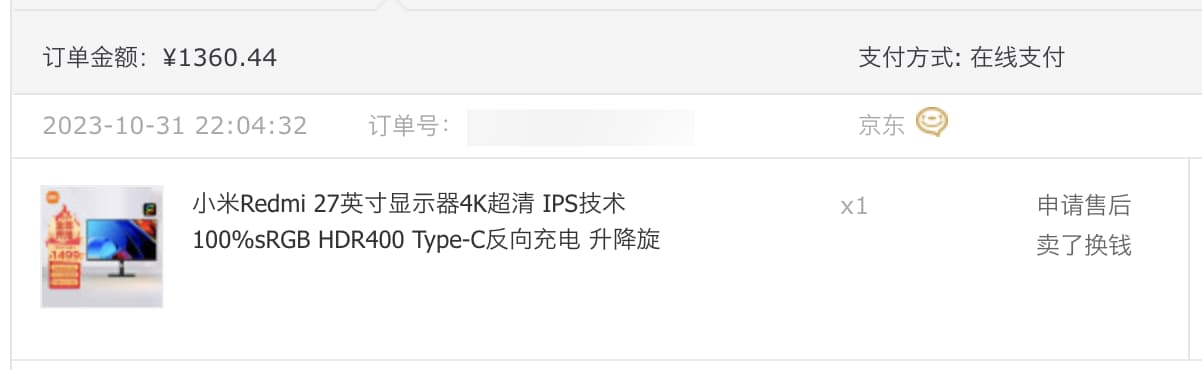 订单金额：¥1360.44
支付方式: 在线支付
2023-10-31 22:04:32
订单号：
京东
小米Redmi 27英寸显示器4K超清 IPS技术
100%sRGB HDR400 Type-C反向充电 升降旋
x1
申请售后
卖了换钱
1499